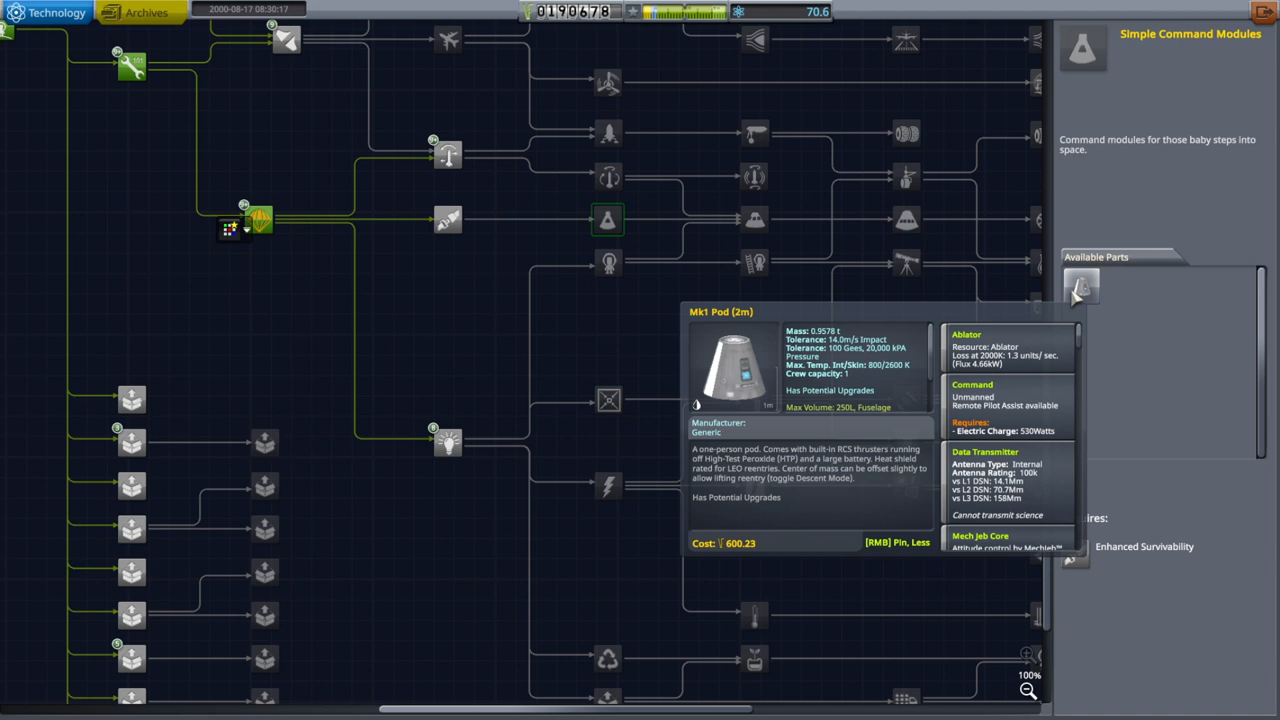 Technology
Archives
2000-08-17 08:30:17
0190678
70.6
Simple Command Modules
Command modules for those baby steps into
space.
Available Parts
Mk1 Pod (2m)
Mass: 0.9578 t
Tolerance: 14.0m/s Impact
Tolerance: 100 Gees, 20,000 kPA
Pressure
Max. Temp. Int/Skin: 800/2600 K
Crew capacity: 1
Has Potential Upgrades
Max Volume: 250L, Fuselage
1m
Manufacturer:
Generic
A one-person pod. Comes with built-in RCS thrusters running
off High-Test Peroxide (HTP) and a large battery. Heat shield
rated for LEO reentries. Center of mass can be offset slightly to
allow lifting reentry (toggle Descent Mode).
Has Potential Upgrades
Cost: 600.23
[RMB] Pin, Less
Ablator
Resource: Ablator
Loss at 2000K: 1.3 units/ sec.
(Flux 4.66kW)
Command
Unmanned
Remote Pilot Assist available
Requires:
- Electric Charge: 530Watts
Data Transmitter
Antenna Type: Internal
Antenna Rating: 100k
vs L1 DSN: 14.1Mm
vs L2 DSN: 70.7Mm
vs L3 DSN: 158Mm
Cannot transmit science
Mech Jeb Core
Attitude control by MechJeb™
ires:
Enhanced Survivability
100%